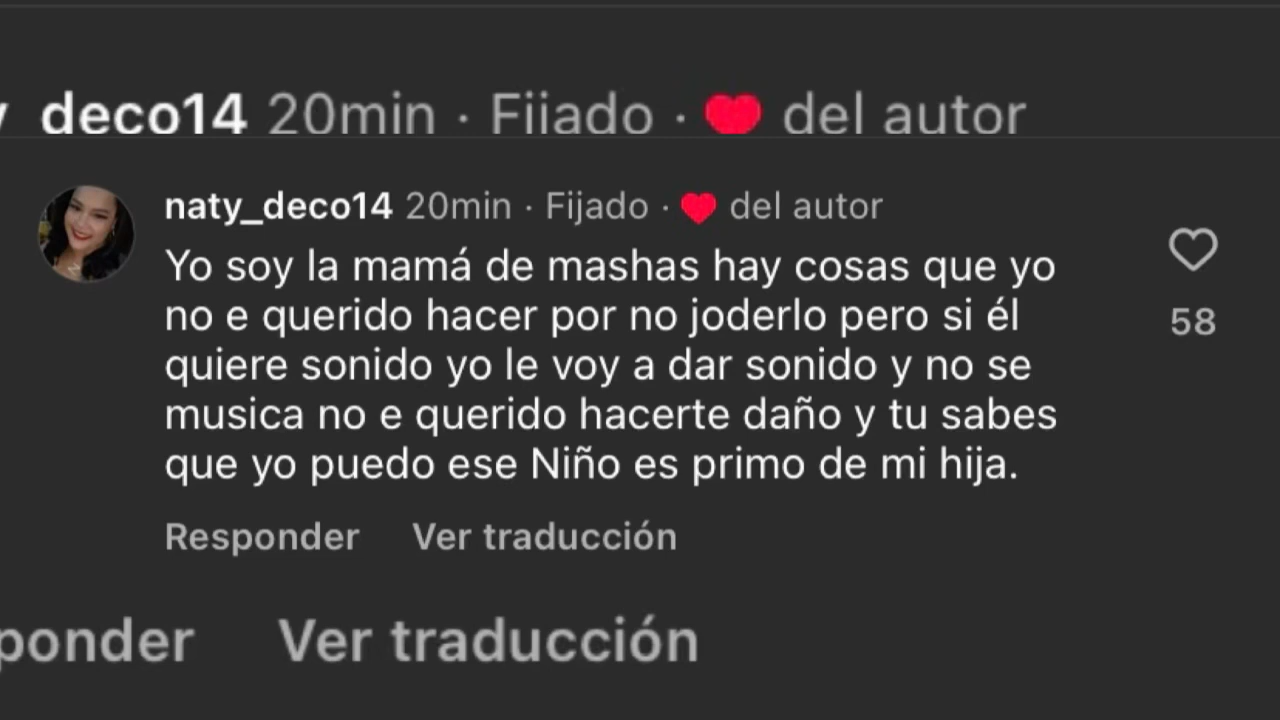 deco14 20min · Fijado · ❤️ del autor
naty_deco14 20min · Fijado · ❤️ del autor
Yo soy la mamá de mashas hay cosas que yo
no e querido hacer por no joderlo pero si él
quiere sonido yo le voy a dar sonido y no se
musica no e querido hacerte daño y tu sabes
que yo puedo ese Niño es primo de mi hija.
58
Responder Ver traducción
ponder Ver traducción